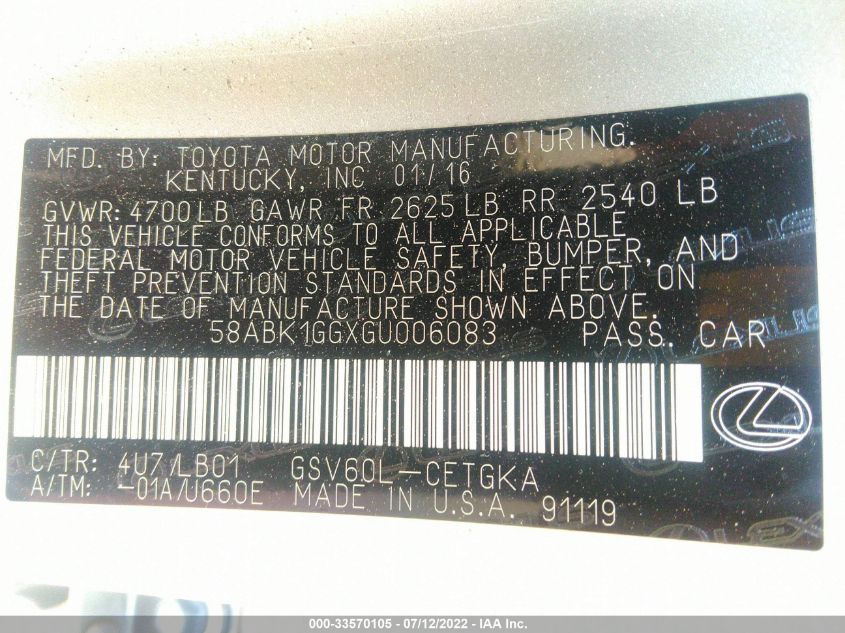 MFD. BY: TOYOTA MOTOR MANUFACTURING.
KENTUCKY, INC 01/16
GVWR: 4700LB GAWR FR 2625LB RR 2540 LB
THIS VEHICLE CONFORMS TO ALL APPLICABLE
FEDERAL MOTOR VEHICLE SAFETY, BUMPER, AND
THEFT PREVENTION STANDARDS IN EFFECT ON
THE DATE OF MANUFACTURE SHOWN ABOVE.
58ABK1GGXGU006083 PASS. CAR
C/TR: 4U7/LB01 GSV60L-CETGKA
A/TM: -01A/U660E MADE IN U.S.A. 91119
000-33570105 - 07/12/2022 - IAA Inc.